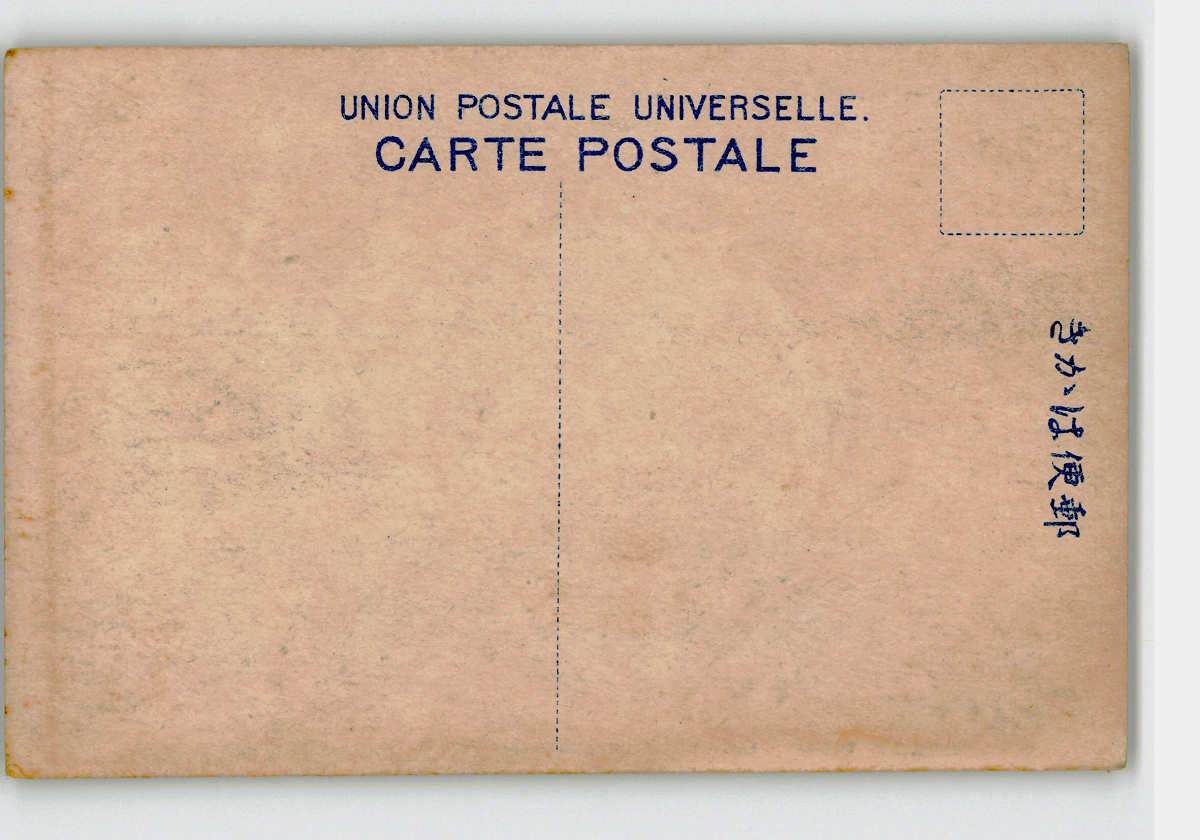 UNION POSTALE UNIVERSELLE.
CARTE POSTALE
きかは便郵